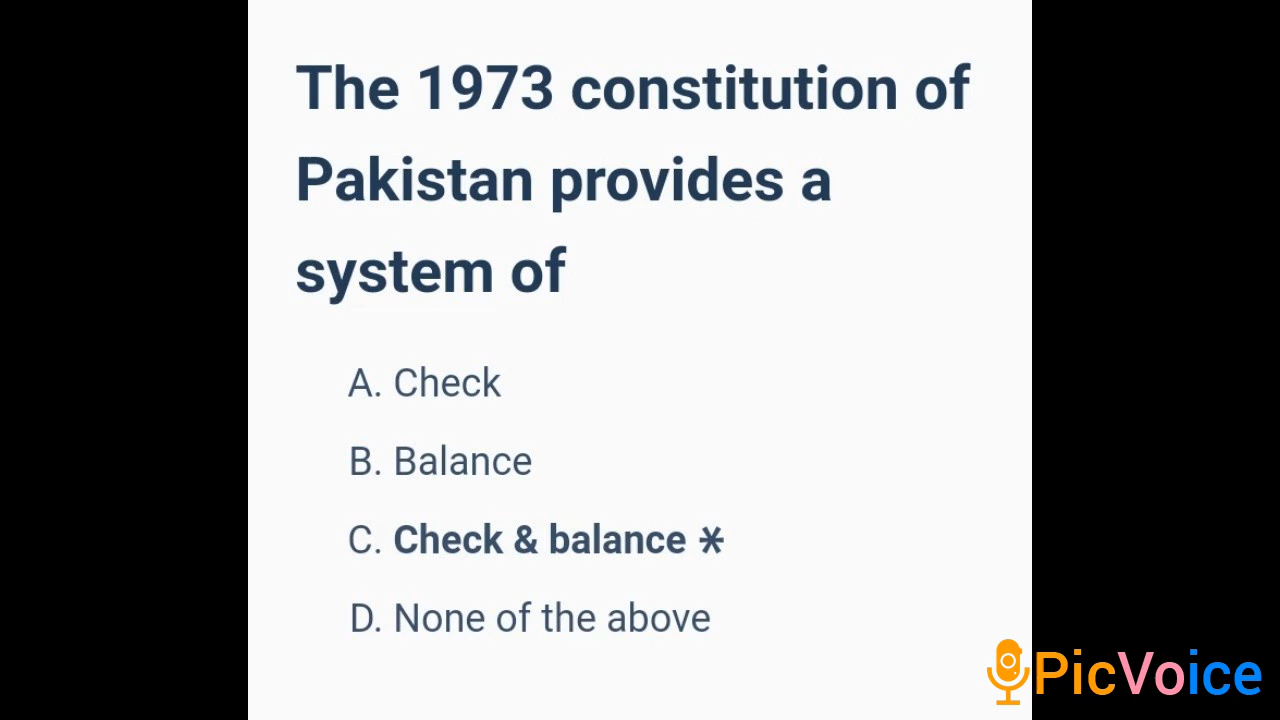 The 1973 constitution of
Pakistan provides a
system of
A. Check
B. Balance
C. Check & balance *
D. None of the above
PicVoice